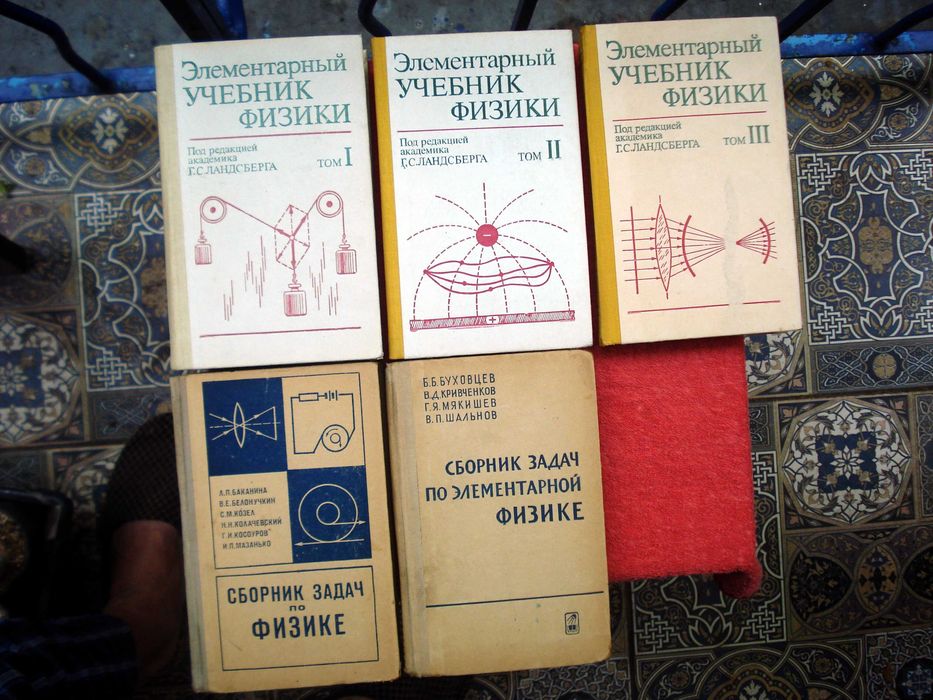 Элементарный
УЧЕБНИК
ФИЗИКИ
Под редакцией
академика
Г.С.ЛАНДСБЕРГА
ТОМ I
Элементарный
УЧЕБНИК
ФИЗИКИ
Под редакцией
академика
Г.С.ЛАНДСБЕРГА
ТОМ II
-
+
Элементарный
УЧЕБНИК
ФИЗИКИ
Под редакцией
академика
Г.С.ЛАНДСБЕРГА
ТОМ III
Л.П.БАКАНИНА
В.Е.БЕЛОНУЧКИН
С.М.КОЗЕЛ
Н.Н.КОЛАЧЕВСКИЙ
Г.И.КОСОУРОВ
И.П.МАЗАНЬКО
СБОРНИК ЗАДАЧ
ПО
ФИЗИКЕ
Б.Б.БУХОВЦЕВ
В.Д.КРИВЧЕНКОВ
Г.Я.МЯКИШЕВ
В.П.ШАЛЬНОВ
СБОРНИК ЗАДАЧ
ПО ЭЛЕМЕНТАРНОЙ
ФИЗИКЕ